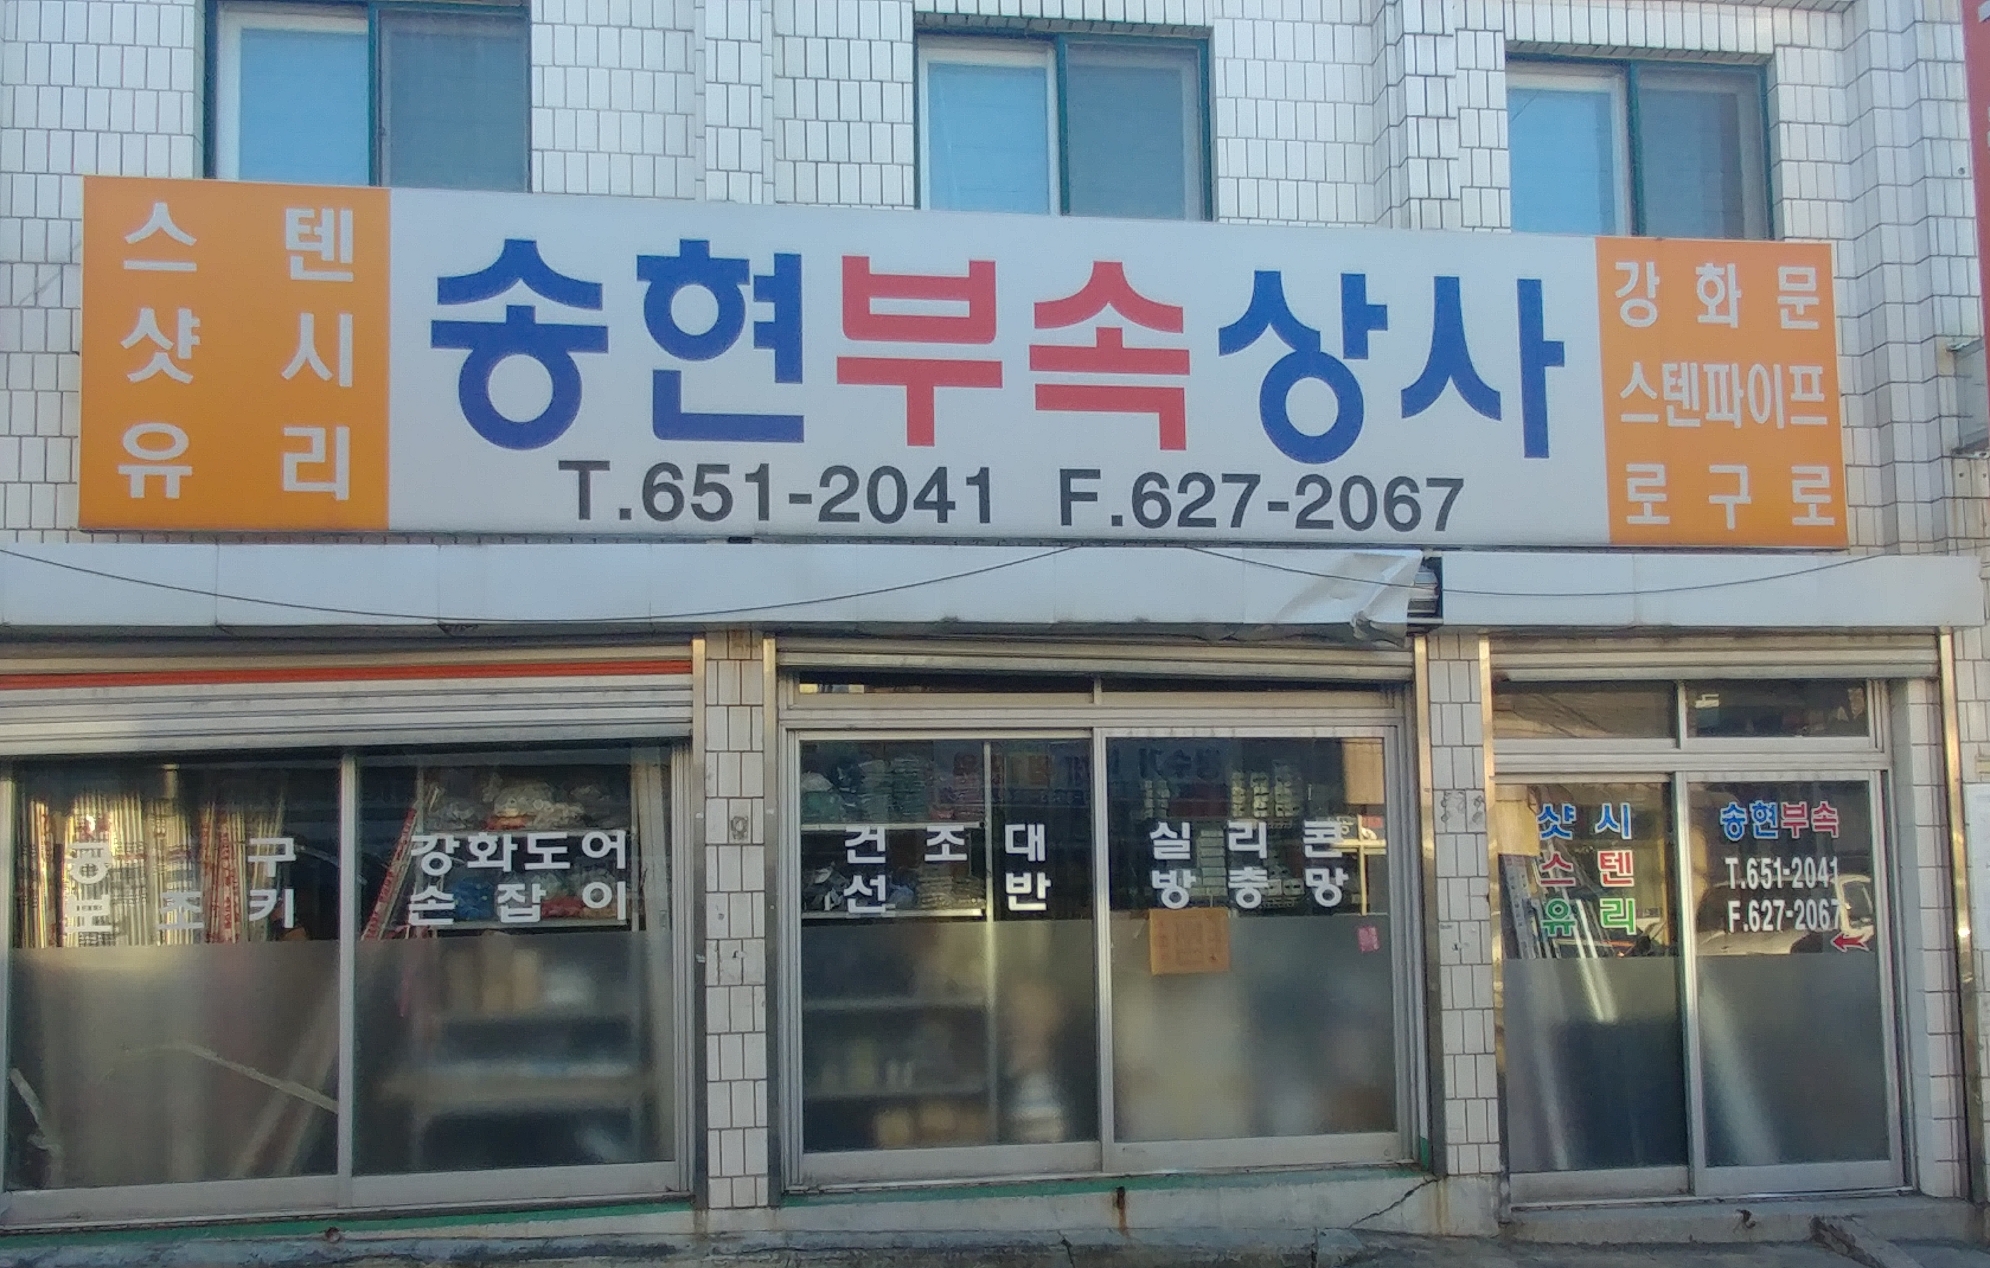 스텐
샷시
유리
송현부속상사
T.651-2041 F.627-2067
강화문
스텐파이프
로구로
방 구
보조키
강화도어
손잡이
건조대
선반
실리콘
방충망
샷시
스텐
유리
송현부속
T.651-2041
F.627-2067